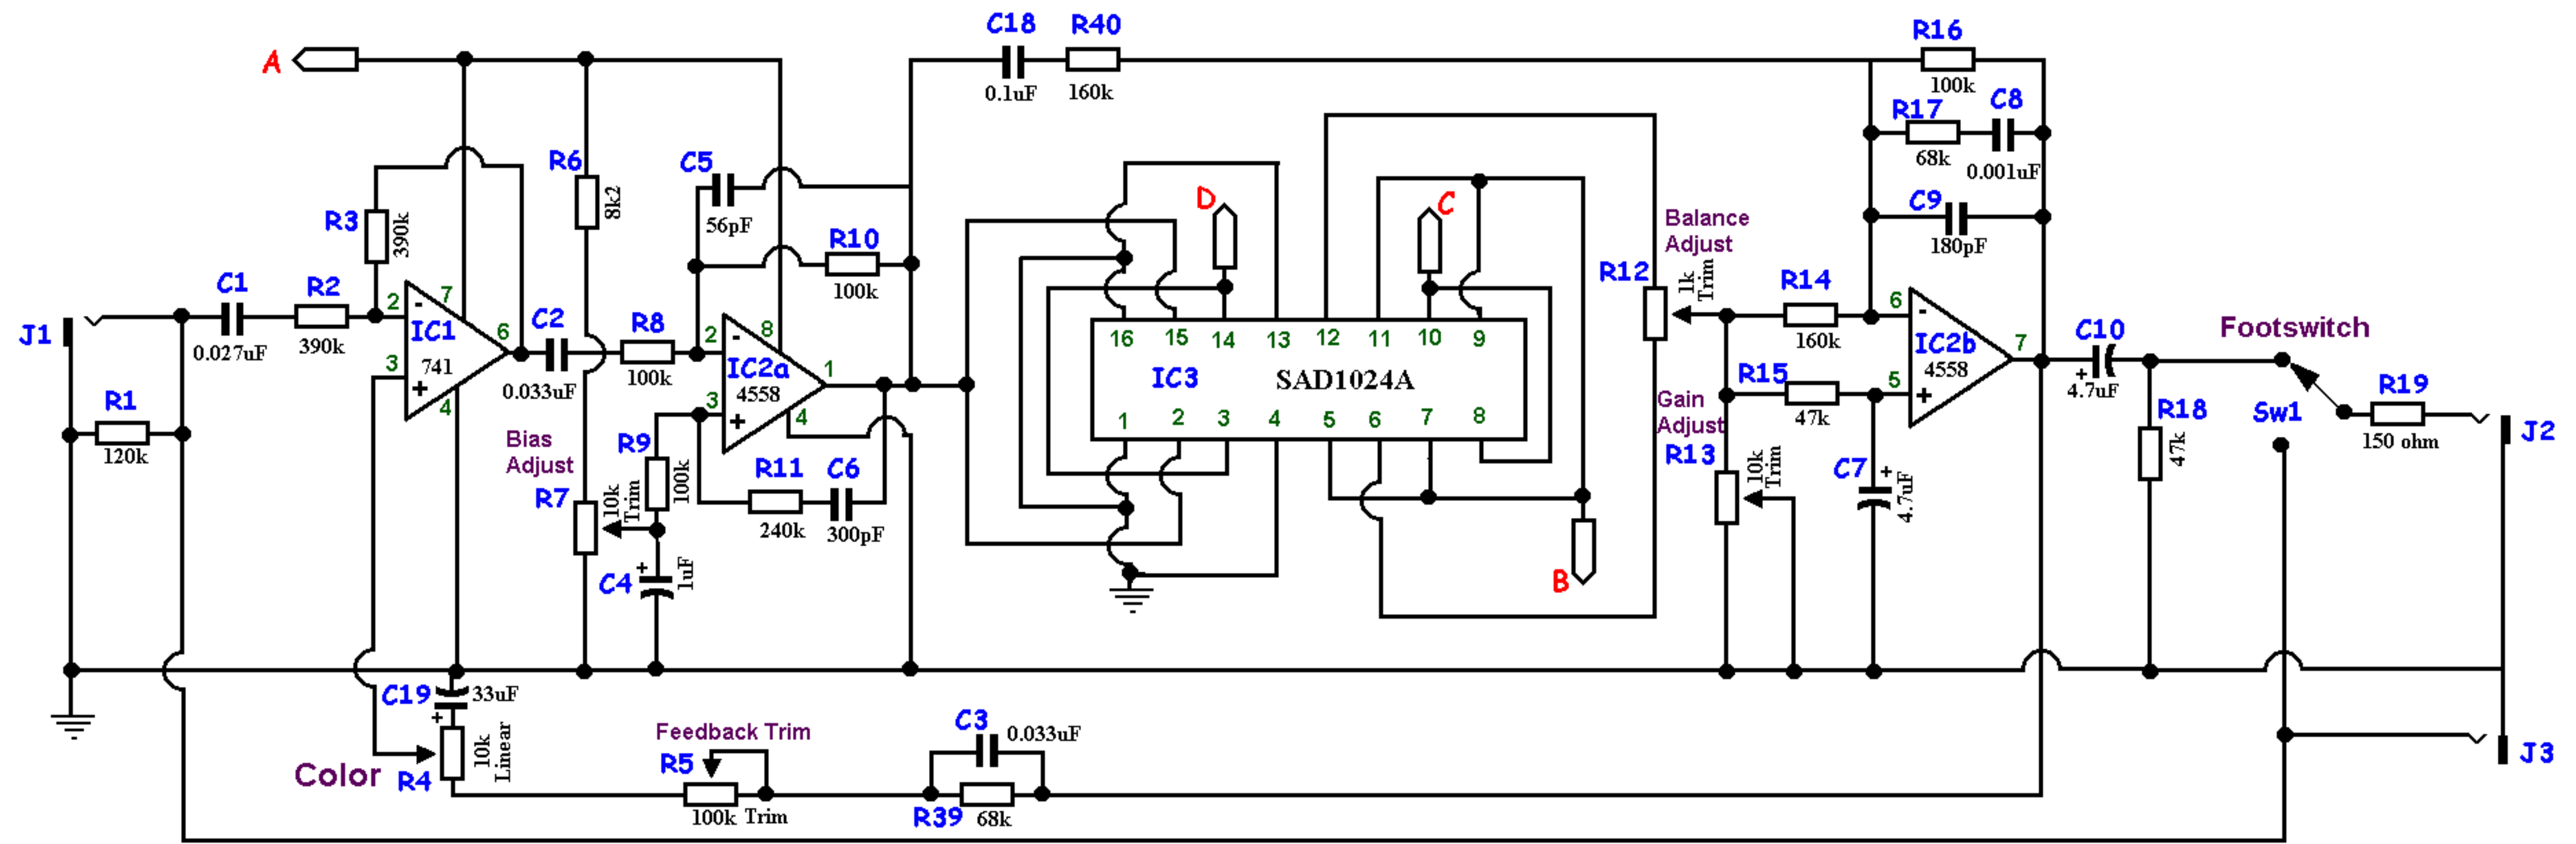 A
C18
R40
0.1uF
160k
R16
100k
R17
C8
68k
0.001uF
C9
180pF
R6
8k2
C5
56pF
R10
100k
R3
390k
D
C
Balance
Adjust
R12
1k
Trim
R14
160k
C1
0.027uF
R2
390k
2
-
7
IC1
741
6
3
+
4
C2
0.033uF
R8
100k
2
-
8
IC2a
4558
1
3
+
4
J1
R1
120k
16
15
14
13
12
11
10
9
IC3
SAD1024A
1
2
3
4
5
6
7
8
6
-
7
IC2b
4558
5
+
R15
47k
C10
+
4.7uF
Footswitch
R18
47k
Sw1
R19
150 ohm
J2
Gain
Adjust
R13
10k
Trim
C7
+
4.7uF
Bias
Adjust
R7
10k
Trim
R9
100k
R11
C6
240k
300pF
C4
+
1uF
B
C19
33uF
+
Color
R4
10k
Linear
Feedback Trim
R5
100k Trim
C3
0.033uF
R39
68k
J3